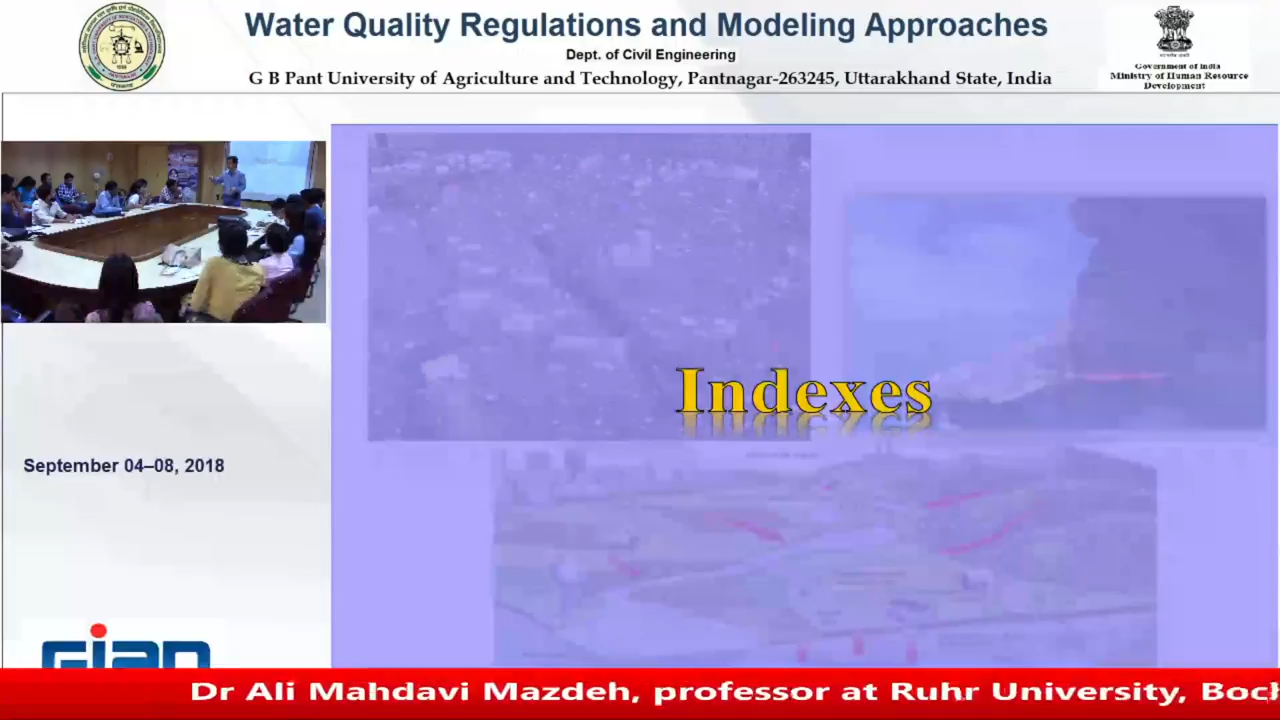 Water Quality Regulations and Modeling Approaches
Dept. of Civil Engineering
G B Pant University of Agriculture and Technology, Pantnagar-263245, Uttarakhand State, India
Government of India
Ministry of Human Resource
Development
Indexes
September 04–08, 2018
GIAN
Dr Ali Mahdavi Mazdeh, professor at Ruhr University, Boch